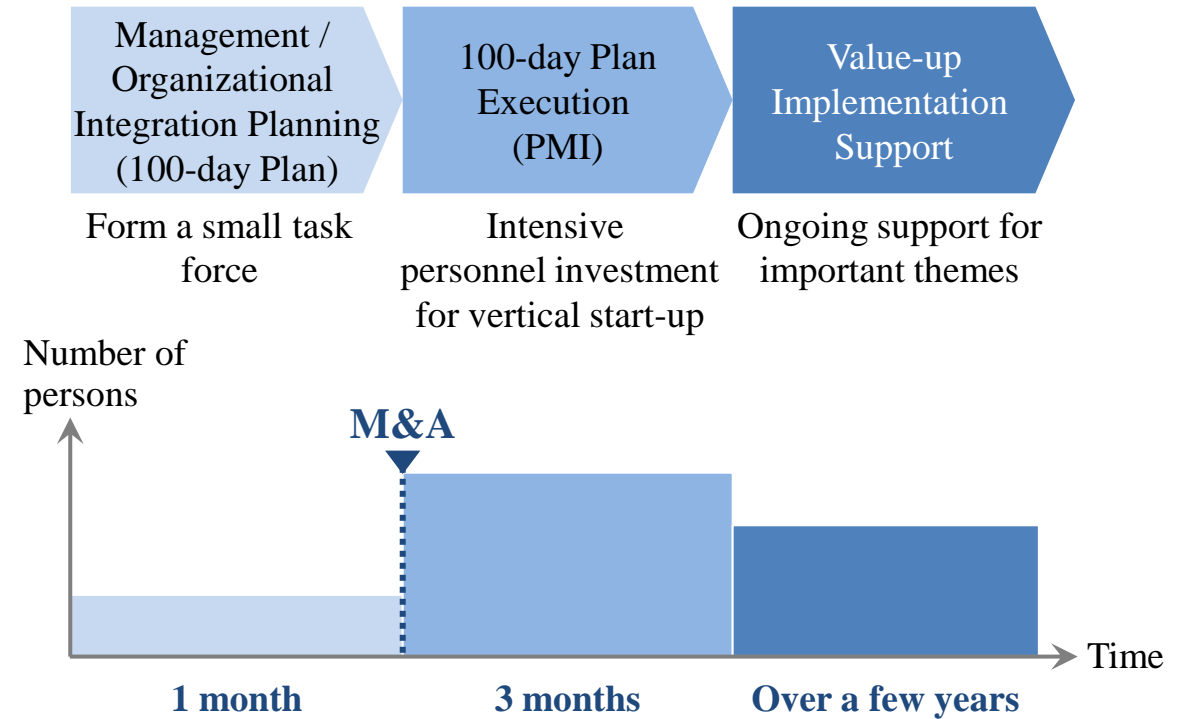 Management /
Organizational
Integration Planning
(100-day Plan)
100-day Plan
Execution
(PMI)
Value-up
Implementation
Support
Form a small task
force
Intensive
personnel investment
for vertical start-up
Ongoing support for
important themes
Number of
persons
M&A
Time
1 month
3 months
Over a few years